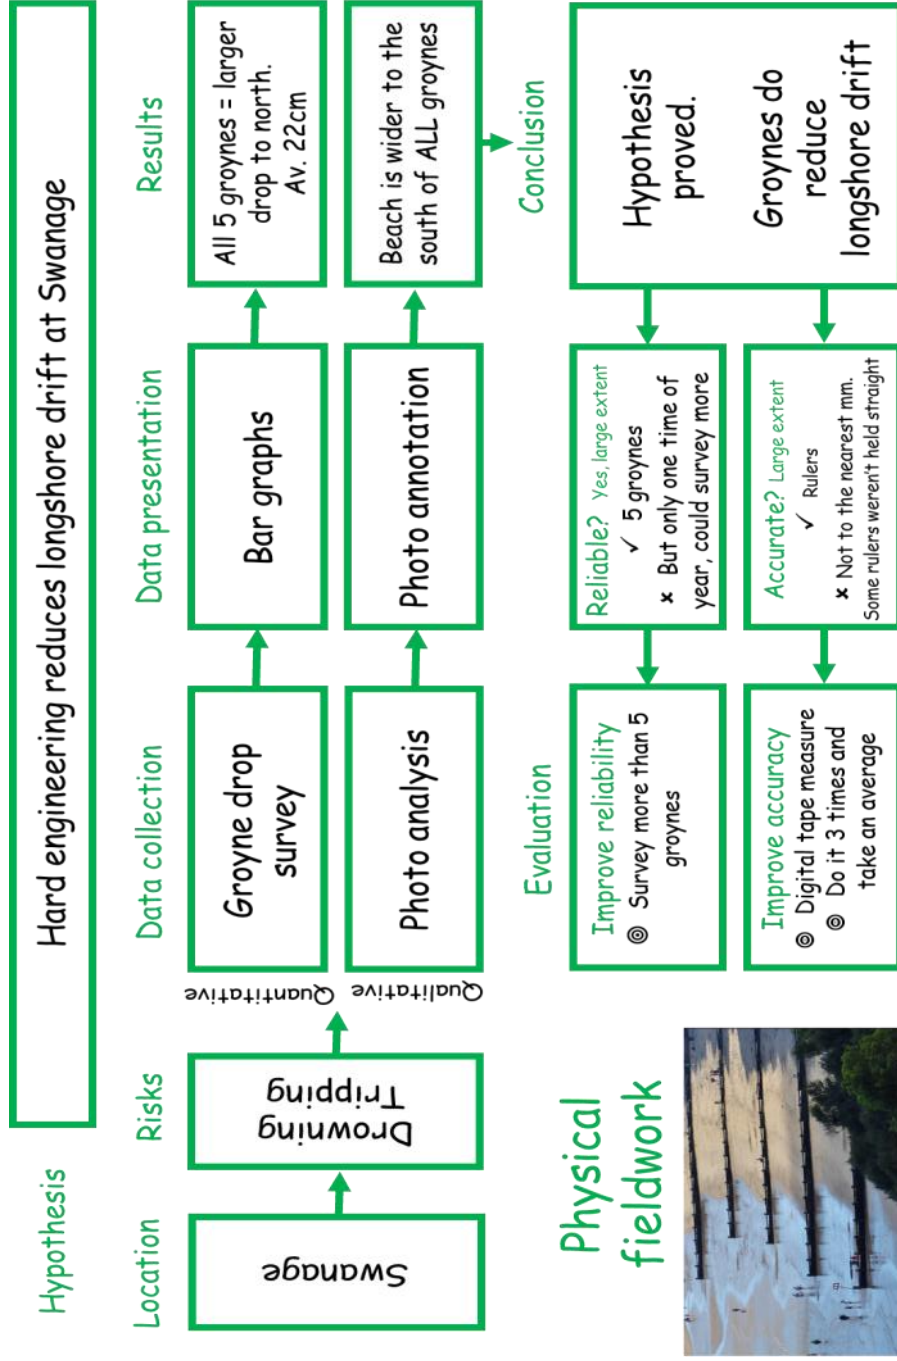 Hypothesis
Hard engineering reduces longshore drift at Swanage
Location
Swanage
Risks
Drowning
Tripping
Data collection
Quantitative
Groyne drop
survey
Qualitative
Photo analysis
Data presentation
Bar graphs
Photo annotation
Results
All 5 groynes = larger
drop to north.
Av. 22cm
Beach is wider to the
south of ALL groynes
Physical
fieldwork
Conclusion
Hypothesis
proved.
Groynes do
reduce
longshore drift
Evaluation
Reliable? Yes, large extent
✓ 5 groynes
× But only one time of
year, could survey more
Accurate? Large extent
✓ Rulers
× Not to the nearest mm.
Some rulers weren't held straight
Improve reliability
◎ Survey more than 5
groynes
Improve accuracy
◎ Digital tape measure
◎ Do it 3 times and
take an average